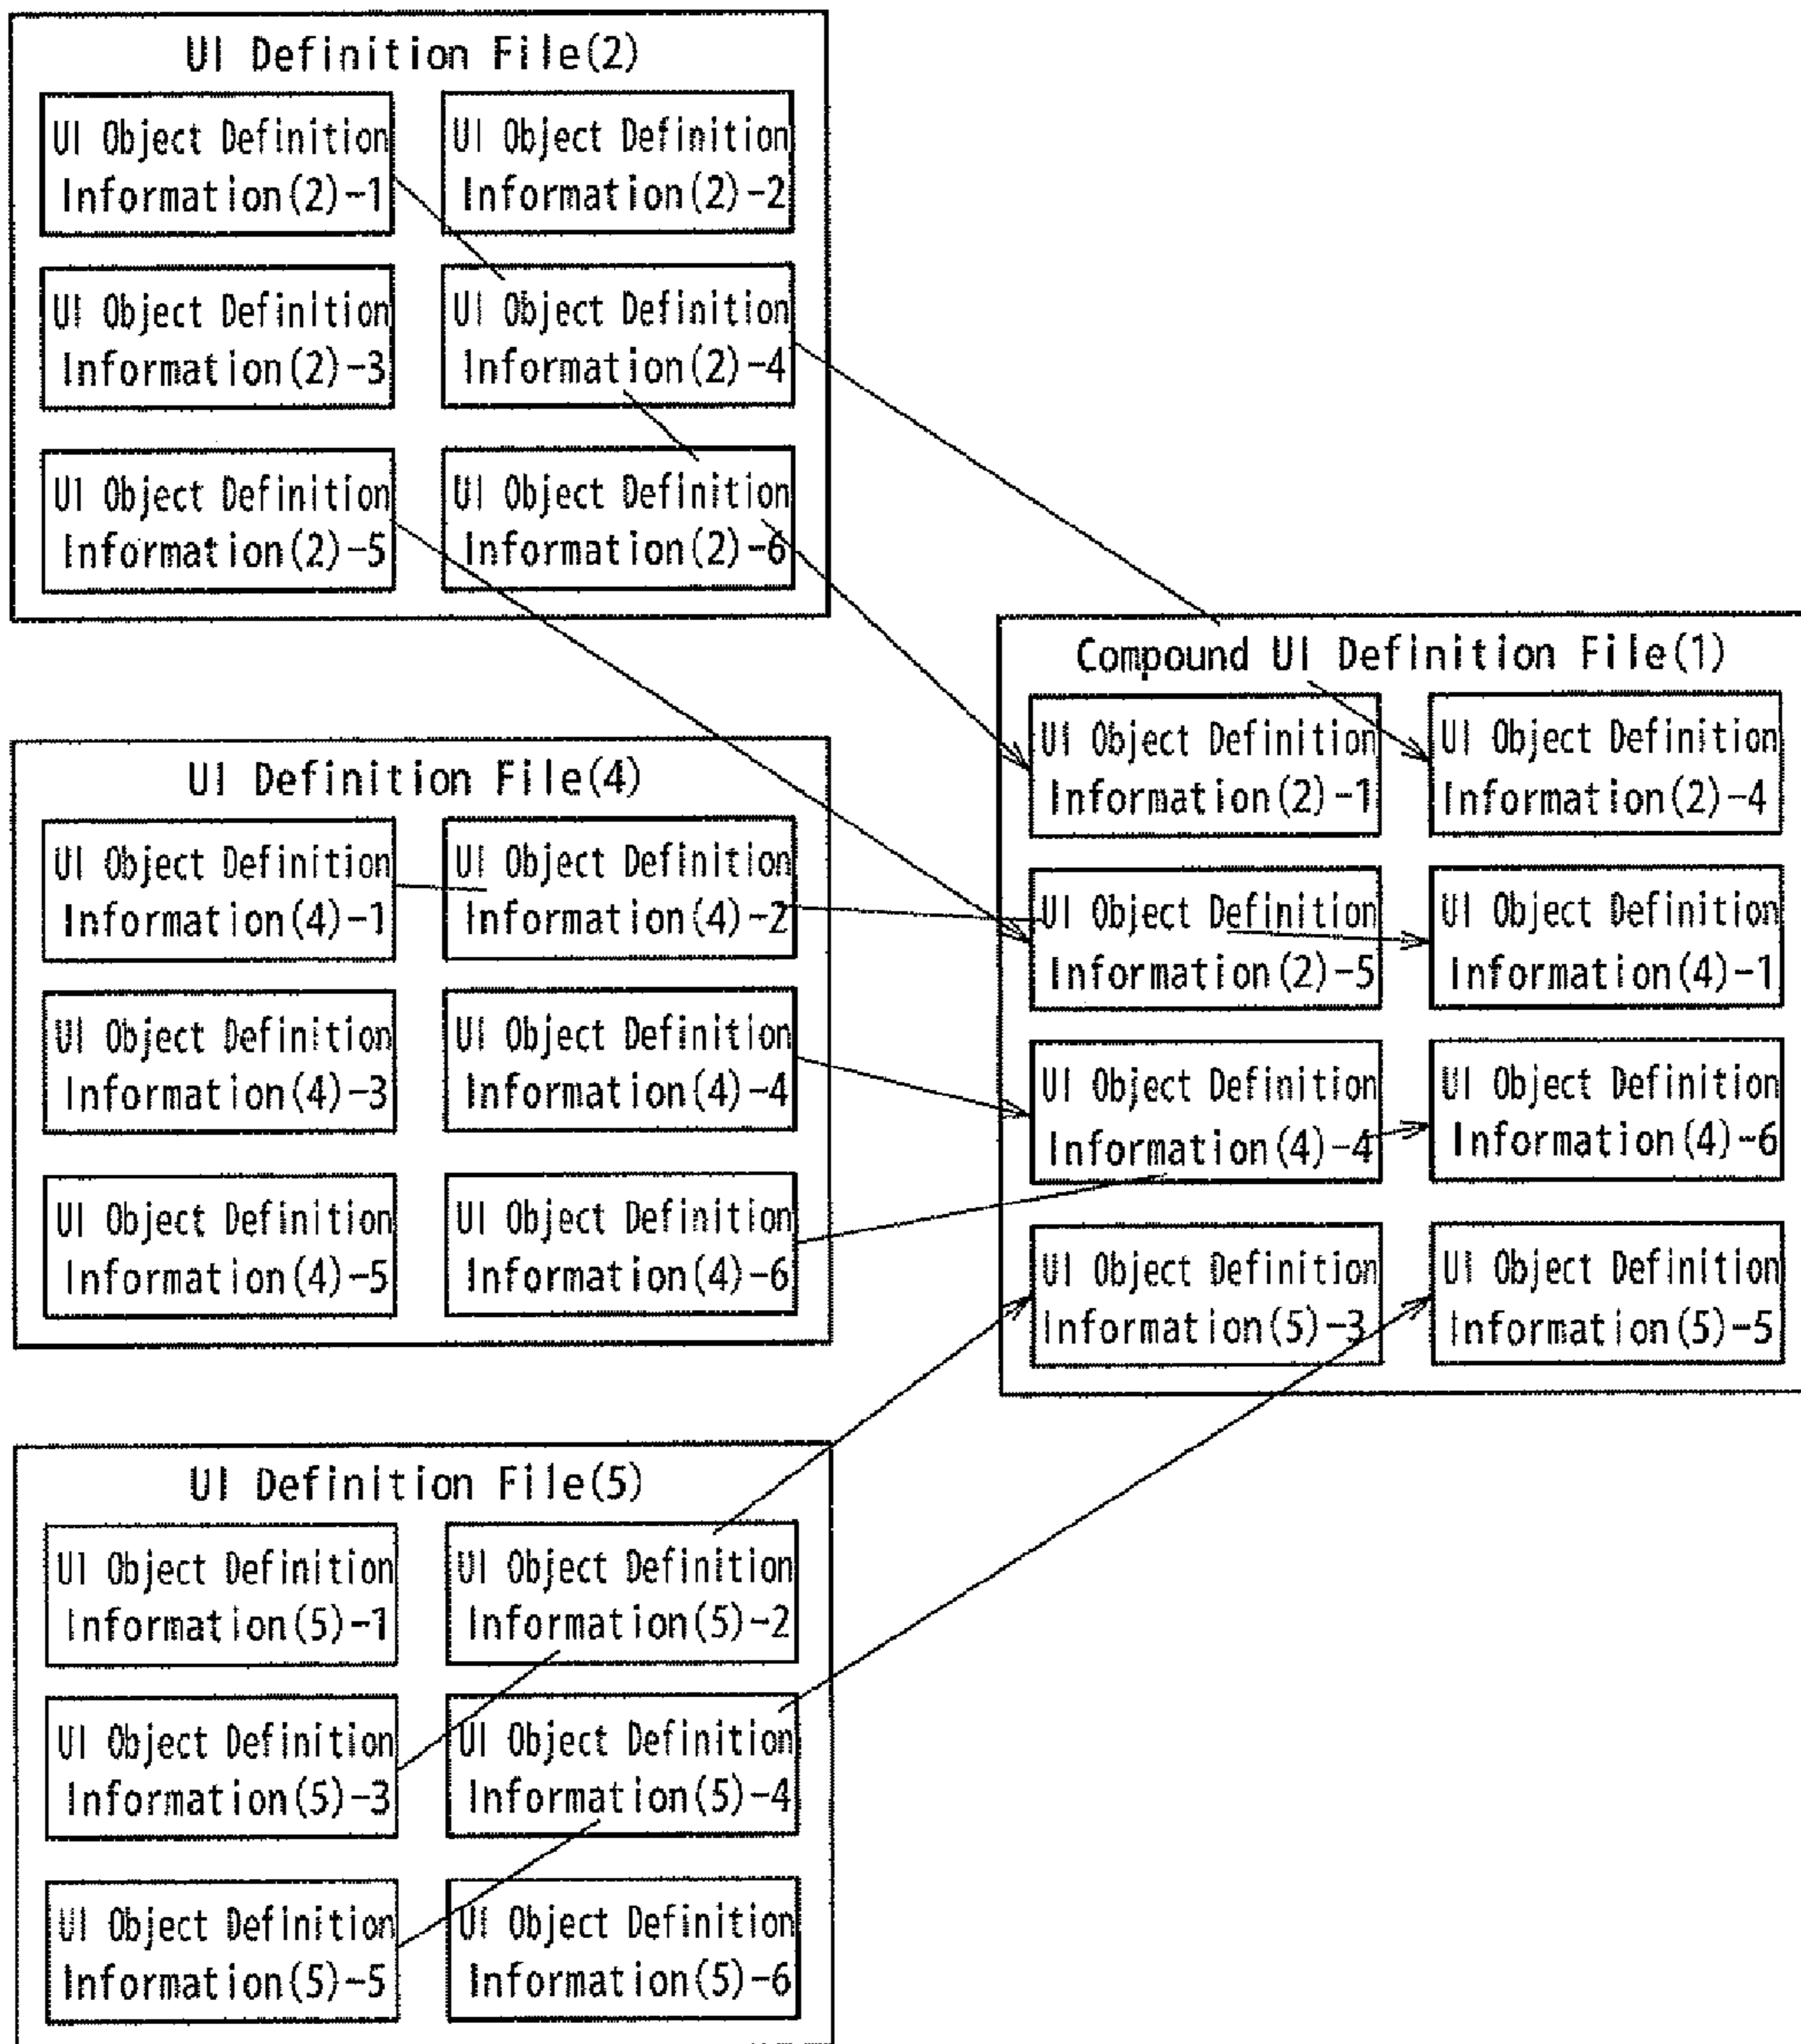 UI Definition File(2)
UI Object Definition
Information(2)-1
UI Object Definition
Information(2)-2
UI Object Definition
Information(2)-3
UI Object Definition
Information(2)-4
UI Object Definition
Information(2)-5
UI Object Definition
Information(2)-6
UI Definition File(4)
UI Object Definition
Information(4)-1
UI Object Definition
Information(4)-2
UI Object Definition
Information(4)-3
UI Object Definition
Information(4)-4
UI Object Definition
Information(4)-5
UI Object Definition
Information(4)-6
UI Definition File(5)
UI Object Definition
Information(5)-1
UI Object Definition
Information(5)-2
UI Object Definition
Information(5)-3
UI Object Definition
Information(5)-4
UI Object Definition
Information(5)-5
UI Object Definition
Information(5)-6
Compound UI Definition File(1)
UI Object Definition
Information(2)-1
UI Object Definition
Information(2)-4
UI Object Definition
Information(2)-5
UI Object Definition
Information(4)-1
UI Object Definition
Information(4)-4
UI Object Definition
Information(4)-6
UI Object Definition
Information(5)-3
UI Object Definition
Information(5)-5